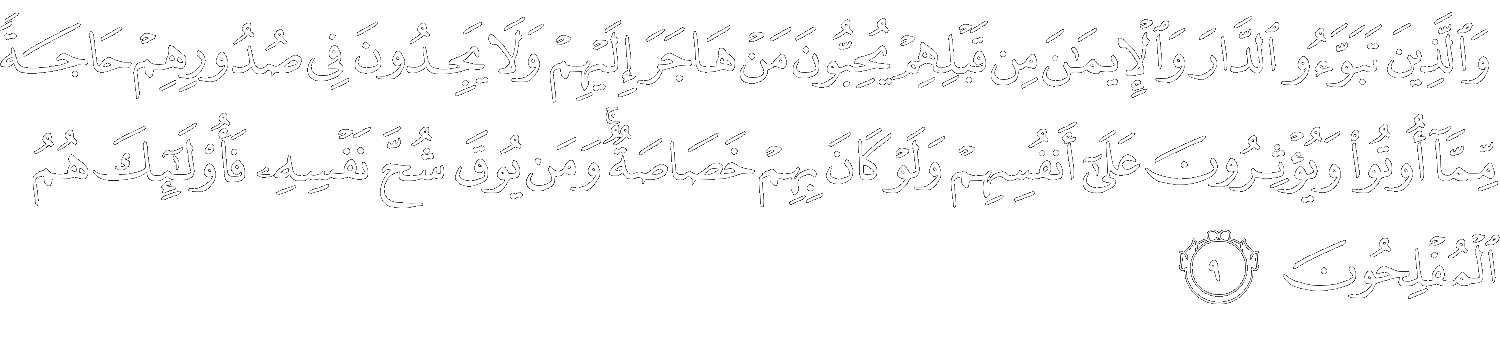 وَٱلَّذِينَ تَبَوَّءُو ٱلدَّارَ وَٱلْإِيمَٰنَ مِن قَبْلِهِمْ يُحِبُّونَ مَنْ هَاجَرَ إِلَيْهِمْ وَلَا يَجِدُونَ فِى صُدُورِهِمْ حَاجَةً
مِّمَّآ أُوتُوا۟ وَيُؤْثِرُونَ عَلَىٰٓ أَنفُسِهِمْ وَلَوْ كَانَ بِهِمْ خَصَاصَةٌ ۚ وَمَن يُوقَ شُحَّ نَفْسِهِۦ فَأُو۟لَٰٓئِكَ هُمُ
ٱلْمُفْلِحُونَ ٩